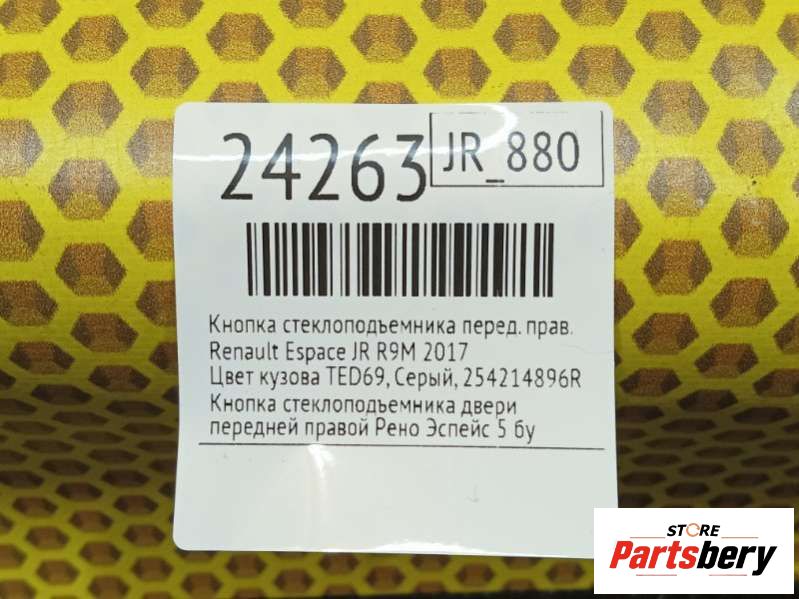 24263
JR_880
Кнопка стеклоподъемника перед. прав.
Renault Espace JR R9M 2017
Цвет кузова TED69, Серый, 254214896R
Кнопка стеклоподъемника двери
передней правой Рено Эспейс 5 бу
STORE
Partsbery